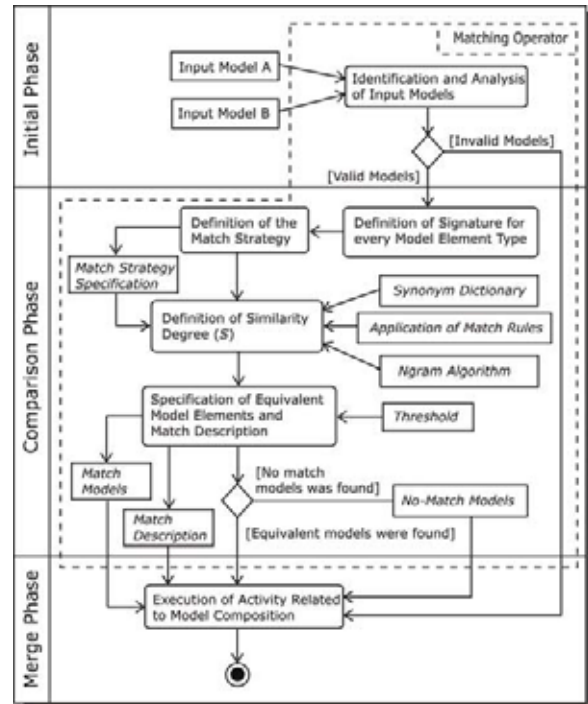 Matching Operator
Initial Phase
Input Model A
Input Model B
Identification and Analysis
of Input Models
[Invalid Models]
[Valid Models]
Comparison Phase
Definition of the
Match Strategy
Definition of Signature for
every Model Element Type
Match Strategy
Specification
Definition of Similarity
Degree (S)
Synonym Dictionary
Application of Match Rules
Ngram Algorithm
Specification of Equivalent
Model Elements and
Match Description
Threshold
Match
Models
[No match
models was found]
No-Match Models
Match
Description
[Equivalent models were found]
Merge Phase
Execution of Activity Related
to Model Composition